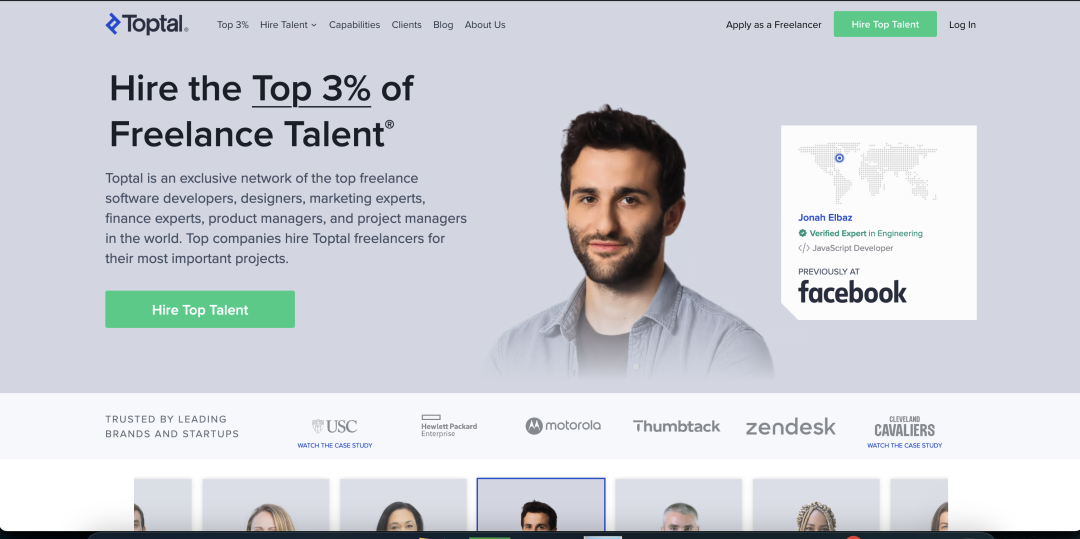 Toptal®
Top 3%
Hire Talent
Capabilities
Clients
Blog
About Us
Apply as a Freelancer
Hire Top Talent
Log In
Hire the Top 3% of
Freelance Talent®
Toptal is an exclusive network of the top freelance
software developers, designers, marketing experts,
finance experts, product managers, and project managers
in the world. Top companies hire Toptal freelancers for
their most important projects.
Hire Top Talent
Jonah Elbaz
Verified Expert in Engineering
</> JavaScript Developer
PREVIOUSLY AT
facebook
TRUSTED BY LEADING
BRANDS AND STARTUPS
USC
WATCH THE CASE STUDY
Hewlett Packard
Enterprise
motorola
Thumbtack
zendesk
CLEVELAND
CAVALIERS
WATCH THE CASE STUDY